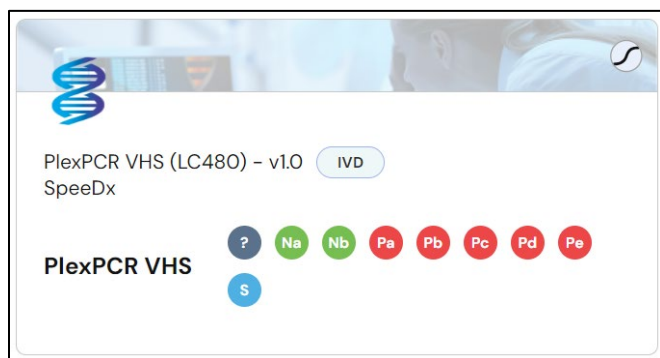 PlexPCR VHS (LC480) - v1.0 IVD
SpeeDx
PlexPCR VHS ? Na Nb Pa Pb Pc Pd Pe
S